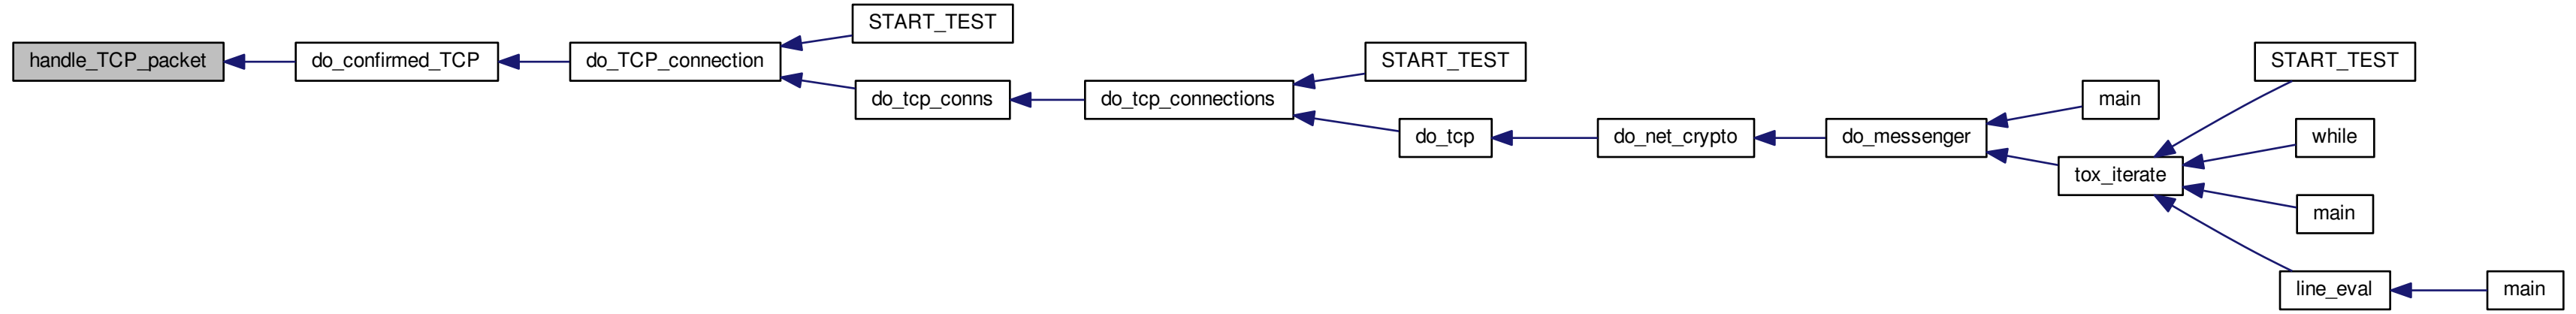 handle_TCP_packet
do_confirmed_TCP
do_TCP_connection
START_TEST
do_tcp_conns
do_tcp_connections
START_TEST
do_tcp
do_net_crypto
do_messenger
main
tox_iterate
START_TEST
while
main
line_eval
main